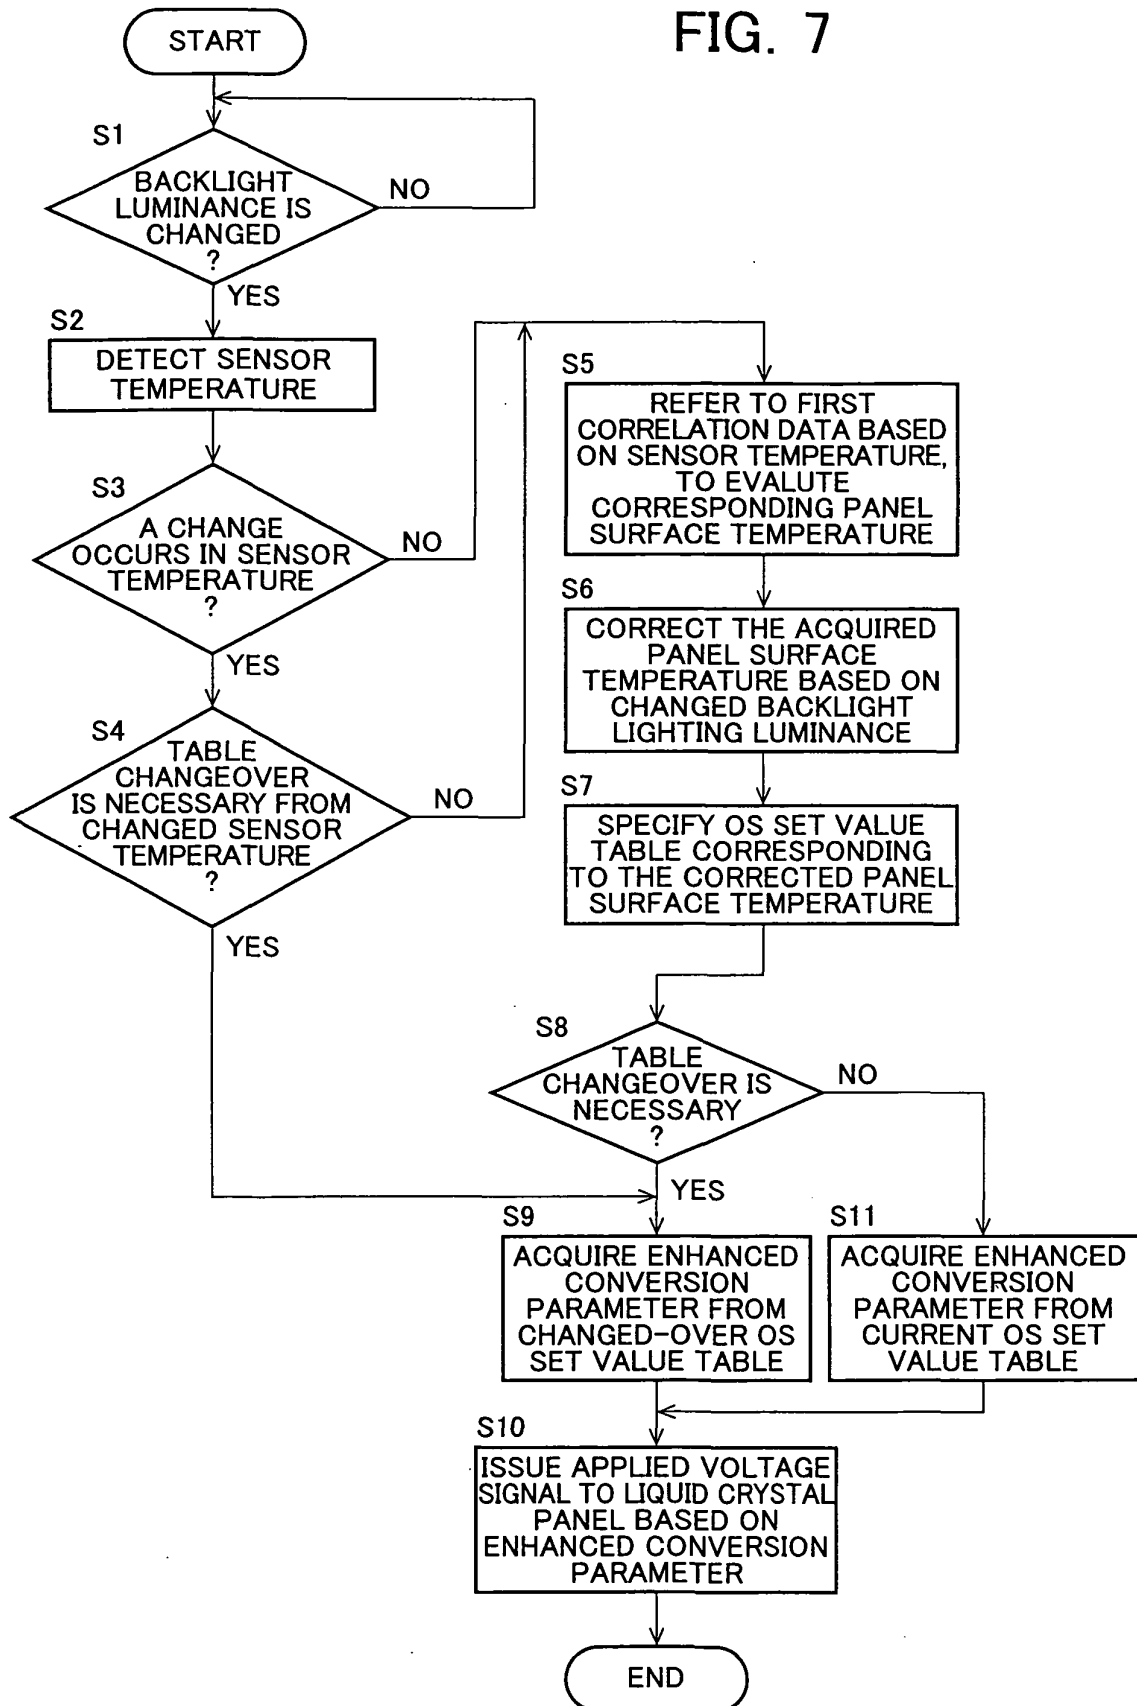 FIG. 7
START
S1
BACKLIGHT
LUMINANCE IS
CHANGED
?
NO
YES
S2
DETECT SENSOR
TEMPERATURE
S3
A CHANGE
OCCURS IN SENSOR
TEMPERATURE
?
NO
YES
S4
TABLE
CHANGEOVER
IS NECESSARY FROM
CHANGED SENSOR
TEMPERATURE
?
NO
YES
S5
REFER TO FIRST
CORRELATION DATA BASED
ON SENSOR TEMPERATURE,
TO EVALUTE
CORRESPONDING PANEL
SURFACE TEMPERATURE
S6
CORRECT THE ACQUIRED
PANEL SURFACE
TEMPERATURE BASED ON
CHANGED BACKLIGHT
LIGHTING LUMINANCE
S7
SPECIFY OS SET VALUE
TABLE CORRESPONDING
TO THE CORRECTED PANEL
SURFACE TEMPERATURE
S8
TABLE
CHANGEOVER IS
NECESSARY
?
NO
YES
S9
ACQUIRE ENHANCED
CONVERSION
PARAMETER FROM
CHANGED-OVER OS
SET VALUE TABLE
S11
ACQUIRE ENHANCED
CONVERSION
PARAMETER FROM
CURRENT OS SET
VALUE TABLE
S10
ISSUE APPLIED VOLTAGE
SIGNAL TO LIQUID CRYSTAL
PANEL BASED ON
ENHANCED CONVERSION
PARAMETER
END